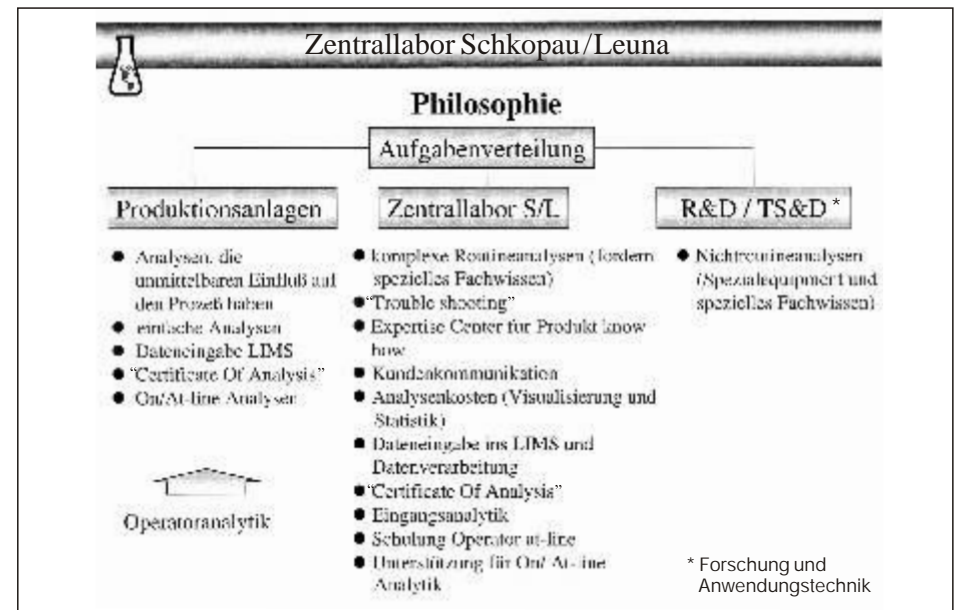 Zentrallabor Schkopau/Leuna
Philosophie
Aufgabenverteilung
Produktionsanlagen
● Analysen, die
unmittelbaren Einfluß auf
den Prozeß haben
● einfache Analysen
● Dateneingabe LIMS
● "Certificate Of Analysis"
● On/At-line Analysen
Operatoranalytik
Zentrallabor S/L
● komplexe Routineanalysen (fordern
spezielles Fachwissen)
● "Trouble shooting"
● Expertise Center für Produkt know
how
● Kundenkommunikation
● Analysenkosten (Visualisierung und
Statistik)
● Dateneingabe ins LIMS und
Datenverarbeitung
● "Certificate Of Analysis"
● Eingangsanalytik
● Schulung Operator at-line
● Unterstützung für On/ At-line
Analytik
R&D / TS&D *
● Nichtroutineanalysen
(Spezialequipment und
spezielles Fachwissen)
* Forschung und
Anwendungstechnik